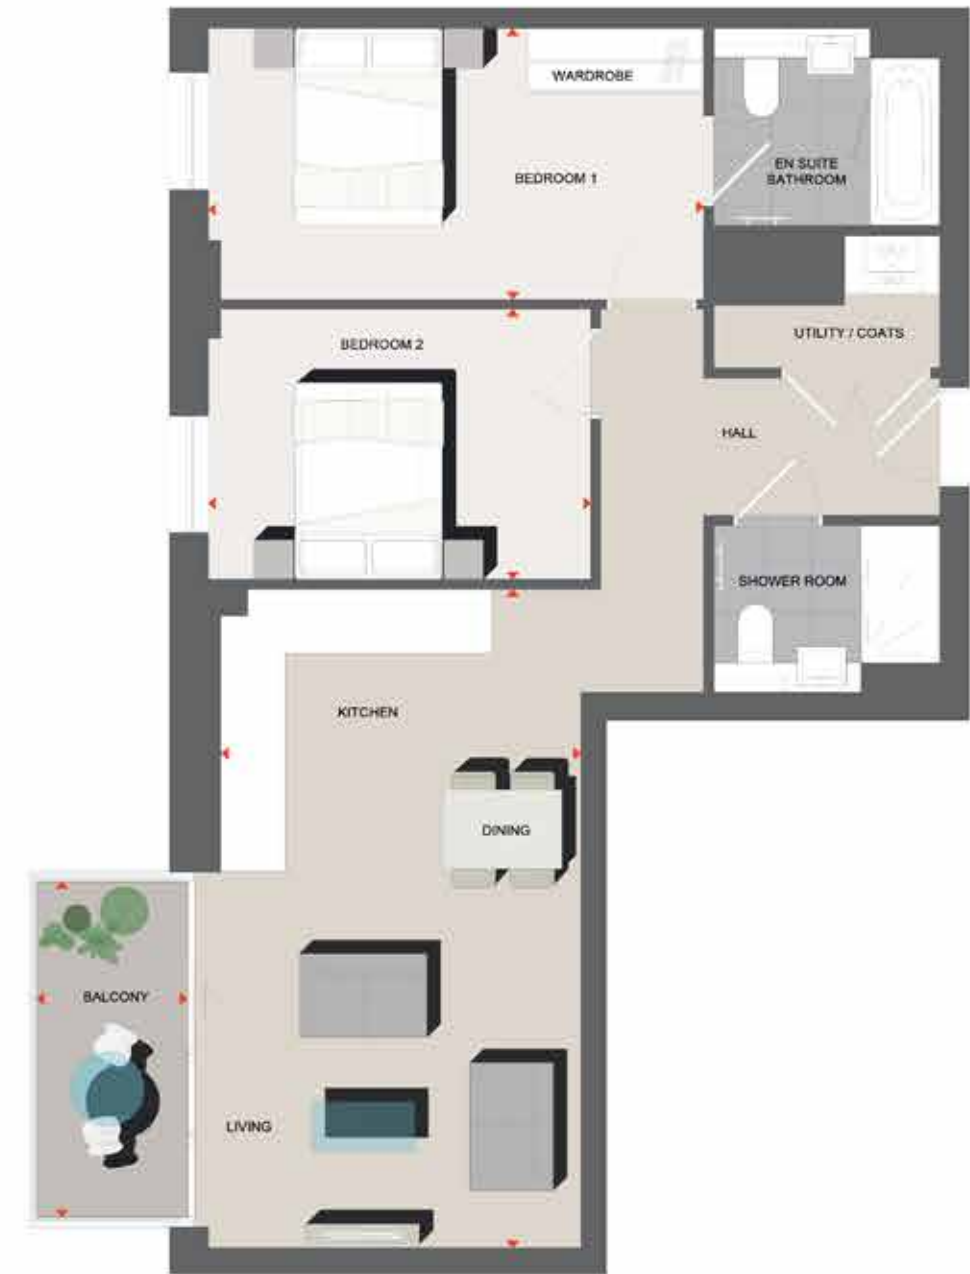 WARDROBE
BEDROOM 1
EN SUITE
BATHROOM
BEDROOM 2
UTILITY / COATS
HALL
SHOWER ROOM
KITCHEN
DINING
BALCONY
LIVING